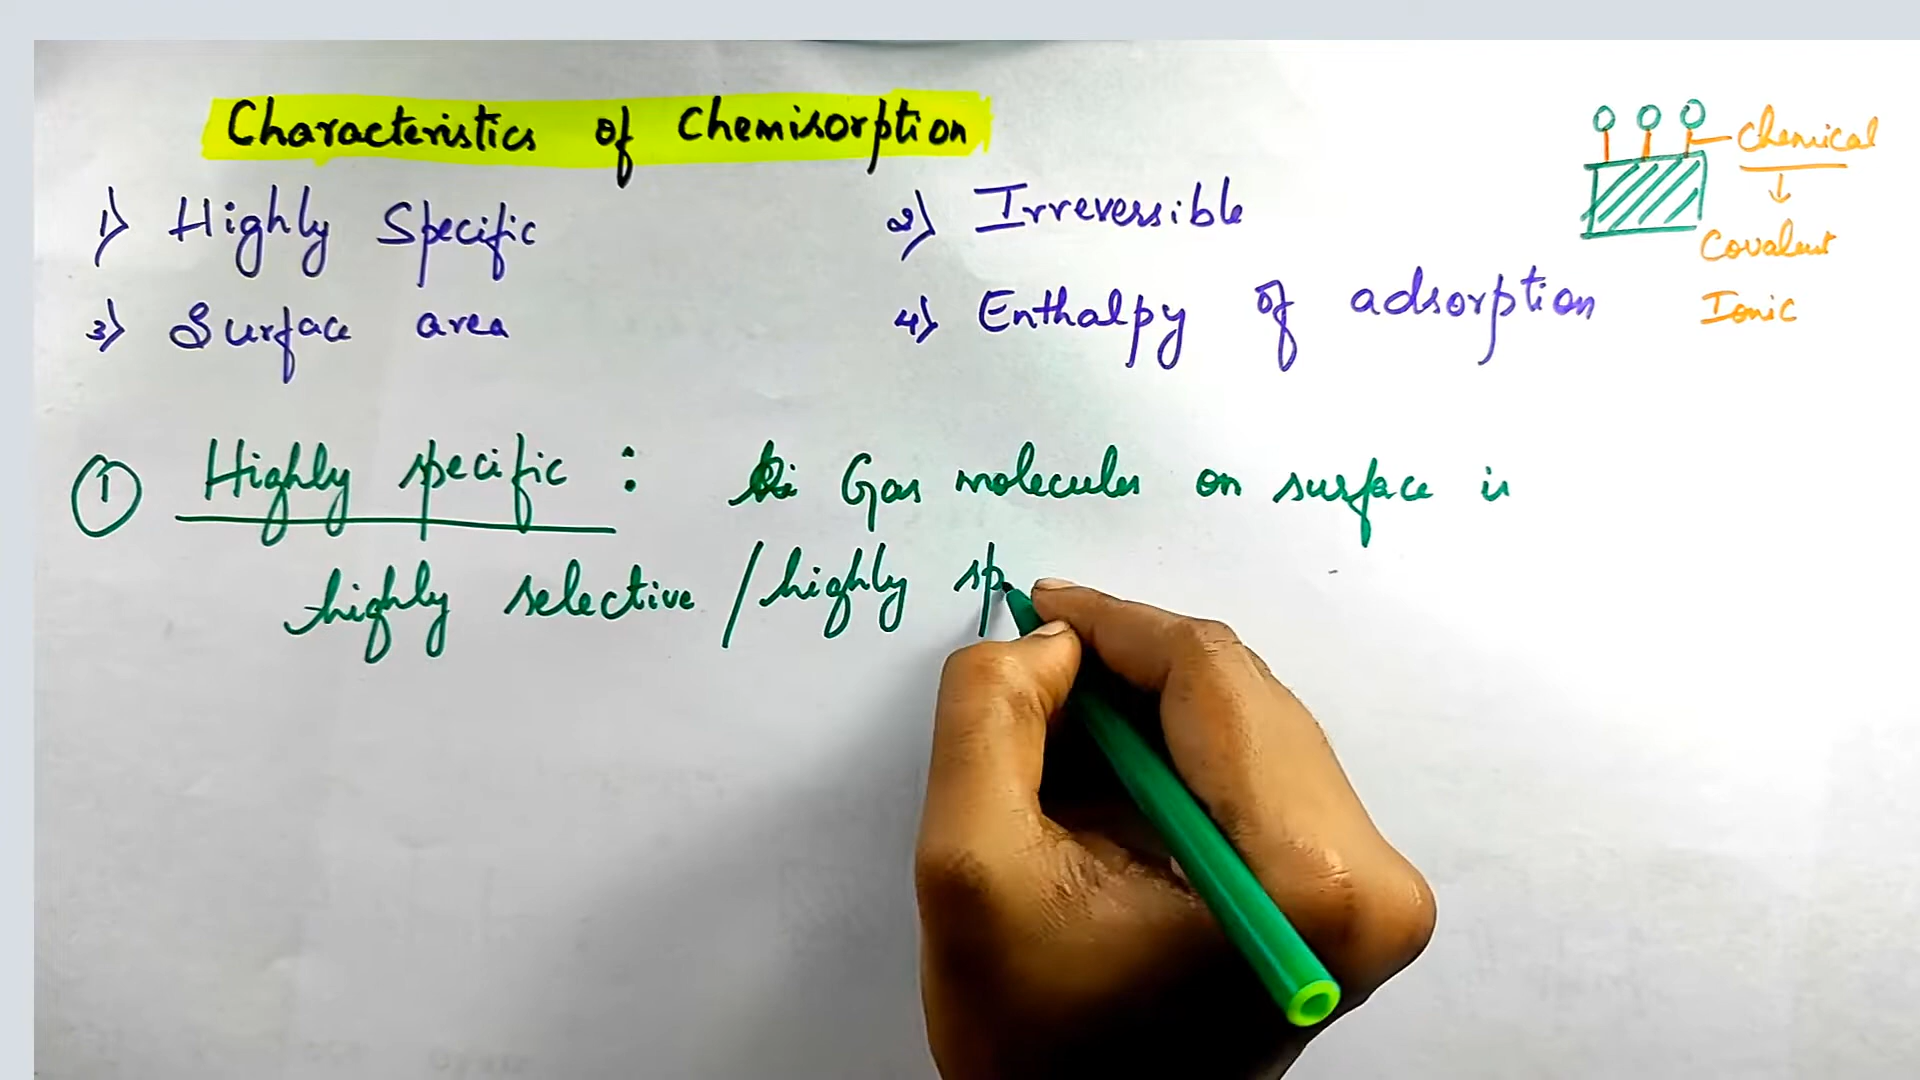 Characteristics of Chemisorption
1) Highly Specific
2) Irreversible
3) Surface area
4) Enthalpy of adsorption
Chemical
↓
Covalent
Ionic
① Highly specific : Gas molecules on surface is
highly selective / highly sp